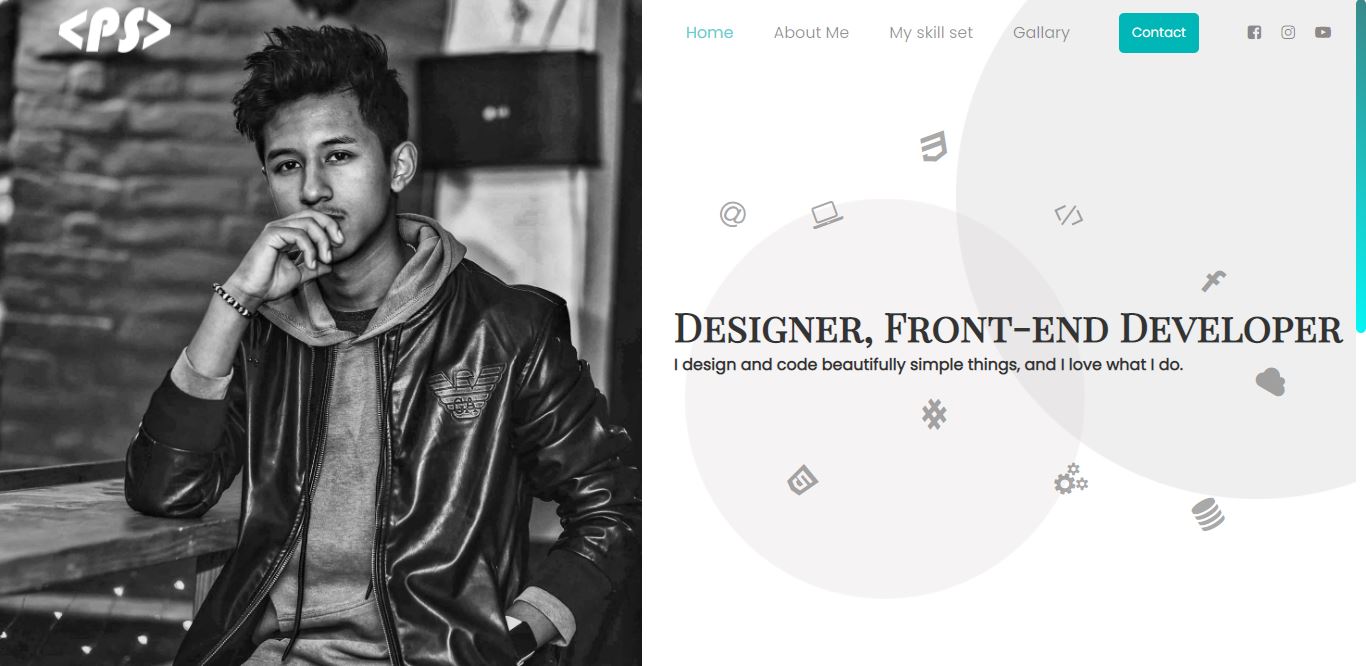 <PS>
Home About Me My skill set Gallary Contact
DESIGNER, FRONT-END DEVELOPER
I design and code beautifully simple things, and I love what I do.